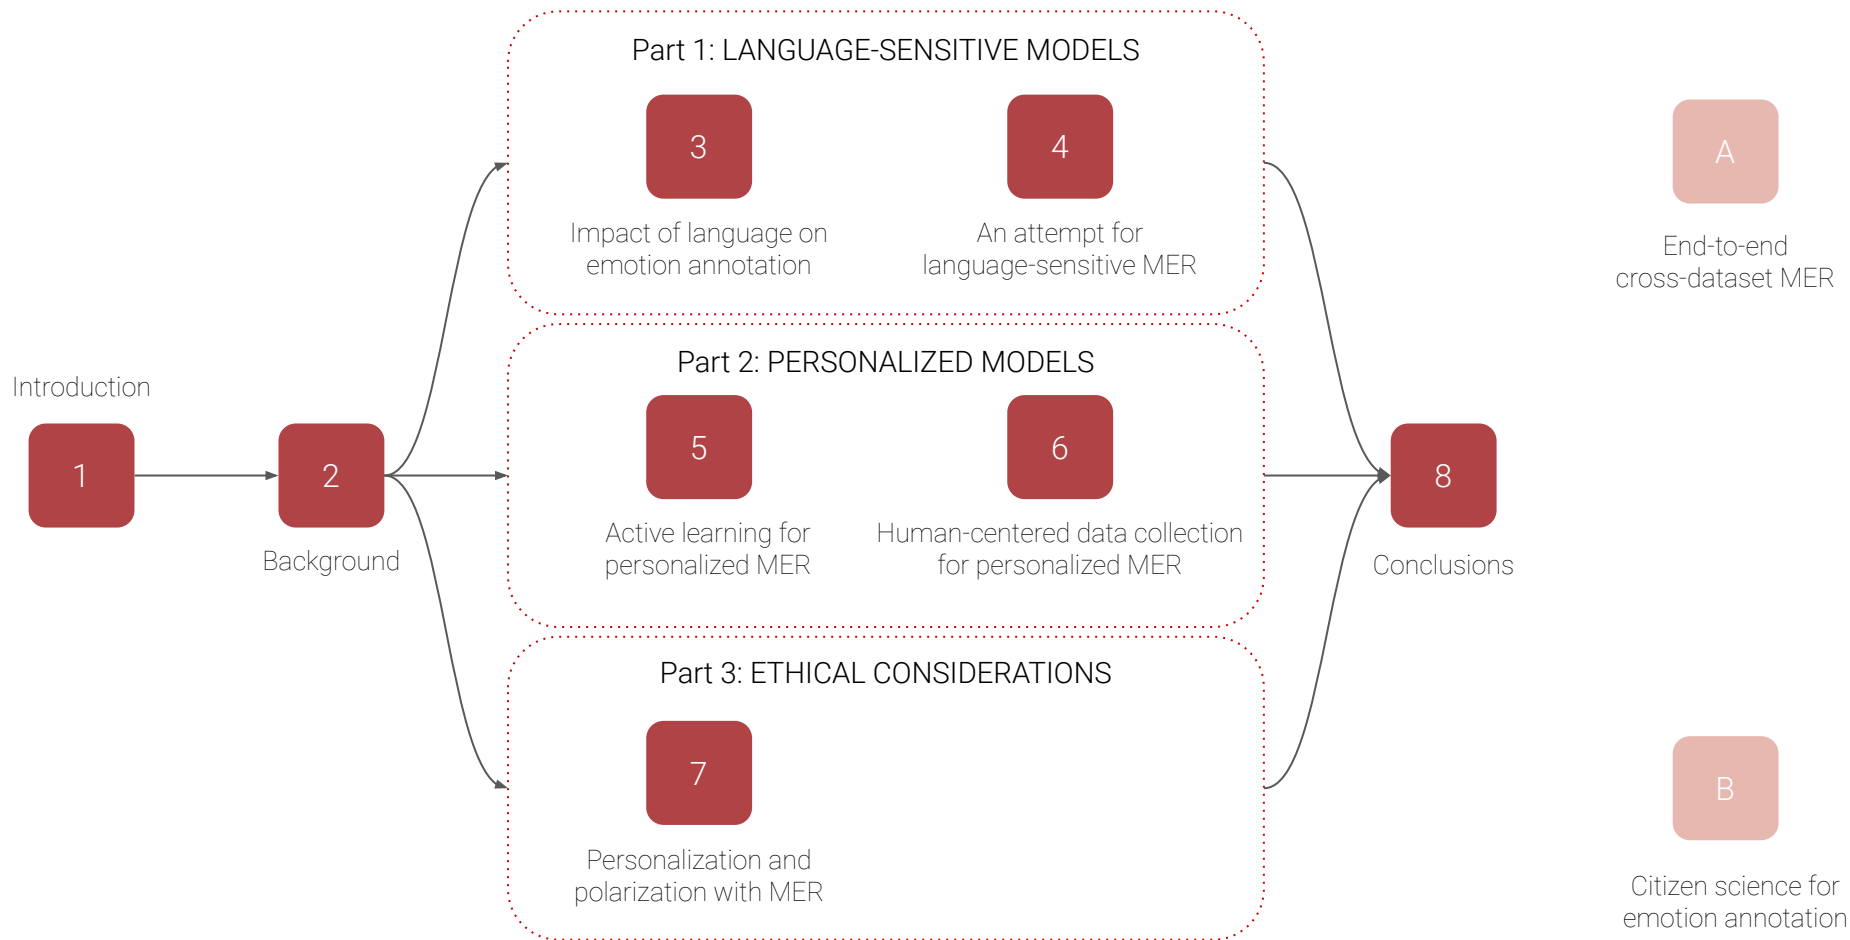 Introduction
1
2
Background
Part 1: LANGUAGE-SENSITIVE MODELS
3
Impact of language on
emotion annotation
4
An attempt for
language-sensitive MER
Part 2: PERSONALIZED MODELS
5
Active learning for
personalized MER
6
Human-centered data collection
for personalized MER
Part 3: ETHICAL CONSIDERATIONS
7
Personalization and
polarization with MER
8
Conclusions
A
End-to-end
cross-dataset MER
B
Citizen science for
emotion annotation